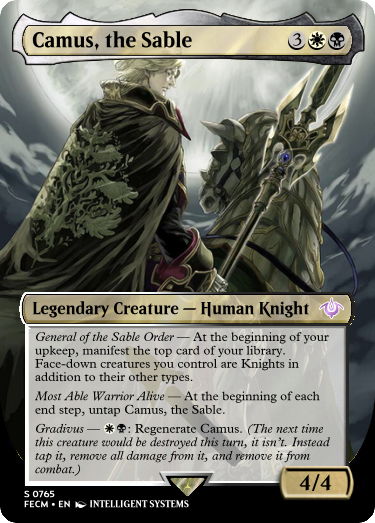 Camus, the Sable 3
Legendary Creature — Human Knight
General of the Sable Order — At the beginning of your
upkeep, manifest the top card of your library.
Face-down creatures you control are Knights in
addition to their other types.
Most Able Warrior Alive — At the beginning of each
end step, untap Camus, the Sable.
Gradivus — : Regenerate Camus. (The next time
this creature would be destroyed this turn, it isn't. Instead
tap it, remove all damage from it, and remove it from
combat.)
4/4
S 0765
FECM • EN INTELLIGENT SYSTEMS